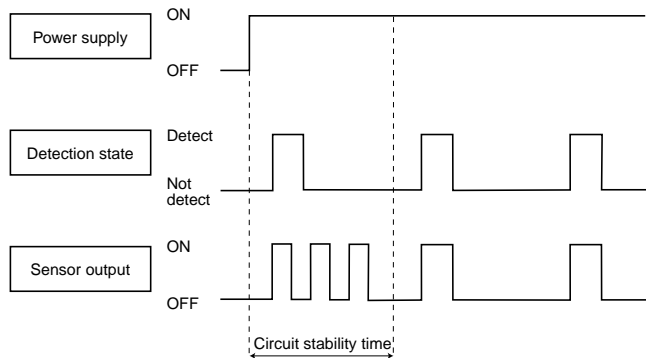 ON
Power supply
OFF
Detect
Detection state
Not
detect
ON
Sensor output
OFF
Circuit stability time